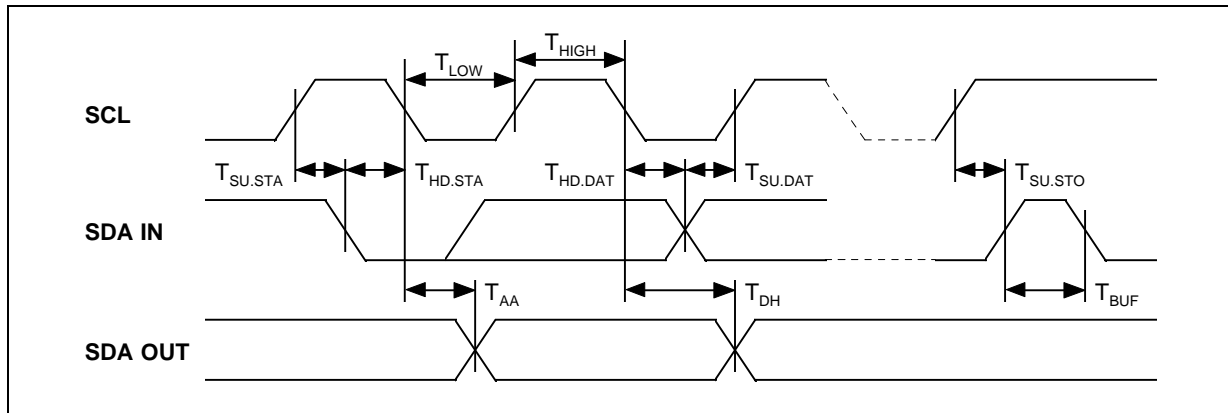 T_HIGH
T_LOW
SCL
T_SU.STA
T_HD.STA
T_HD.DAT
T_SU.DAT
T_SU.STO
SDA IN
T_AA
T_DH
T_BUF
SDA OUT